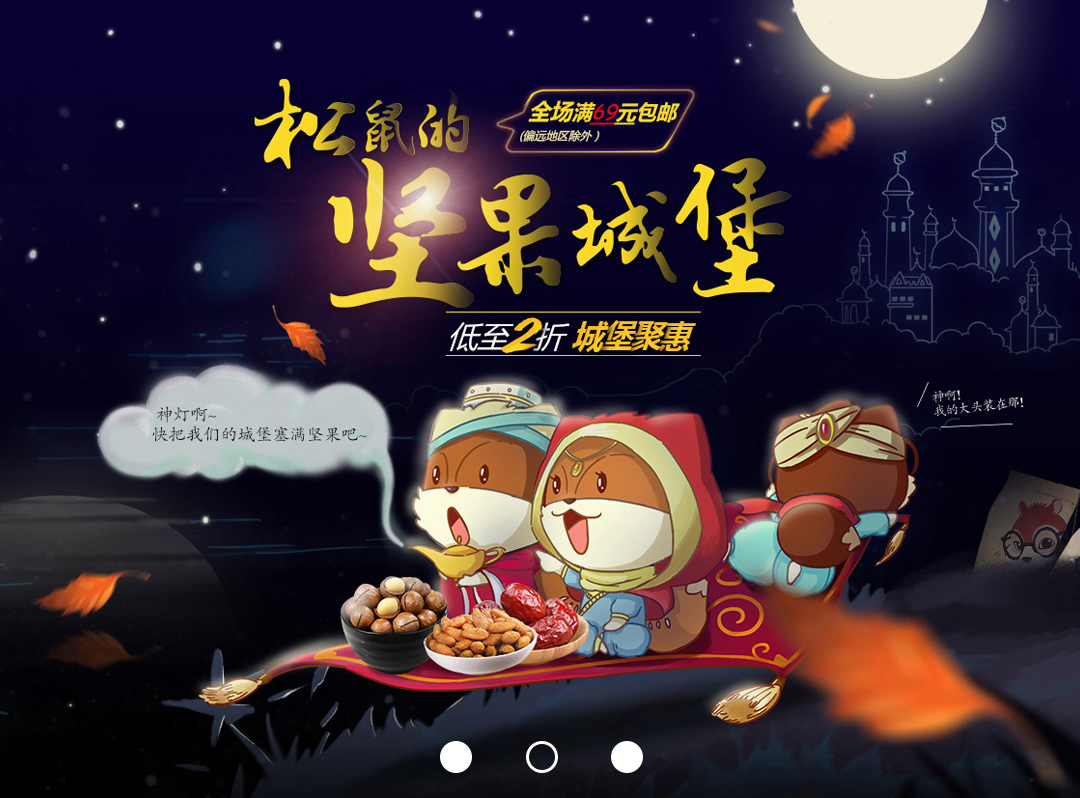 松鼠的
全场满69元包邮
(偏远地区除外)
坚果城堡
低至2折 城堡聚惠
神灯啊~
快把我们的城堡塞满坚果吧~
神啊!
我的大头装在那!